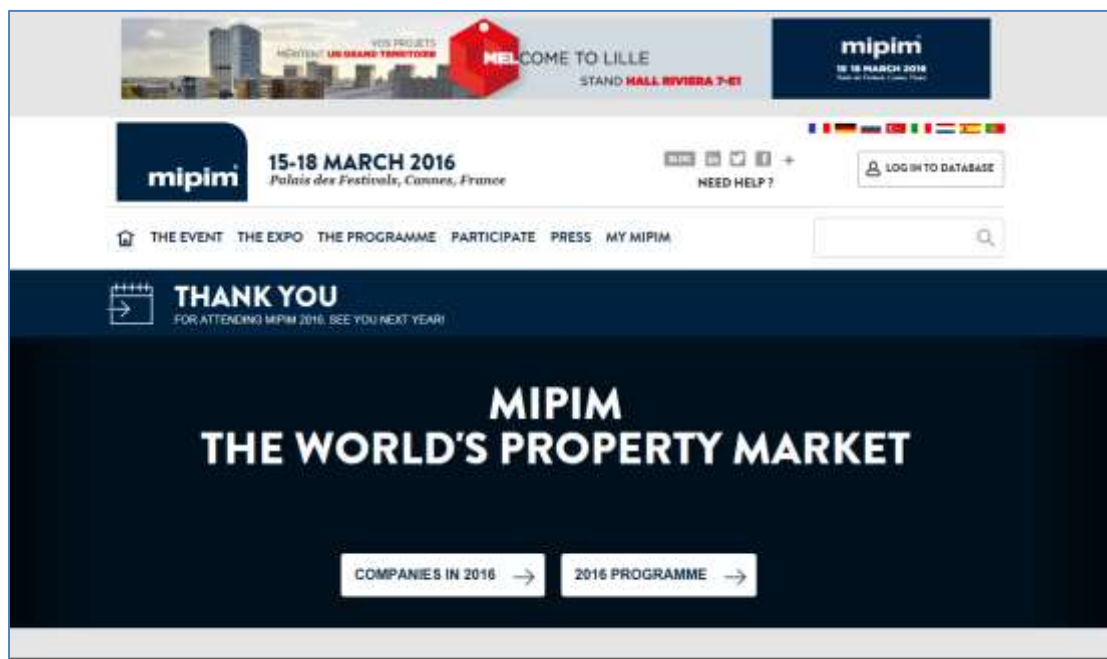 VOS PROJETS
MÉRITENT UN GRAND TERRITOIRE
MELCOME TO LILLE
STAND HALL RIVIERA 7-E1
mipim
15-18 MARCH 2016
mipim
15-18 MARCH 2016
Palais des Festivals, Cannes, France
BLOG in f +
NEED HELP ?
LOG IN TO DATABASE
THE EVENT THE EXPO THE PROGRAMME PARTICIPATE PRESS MY MIPIM
THANK YOU
FOR ATTENDING MIPIM 2016. SEE YOU NEXT YEAR!
MIPIM
THE WORLD'S PROPERTY MARKET
COMPANIES IN 2016
2016 PROGRAMME